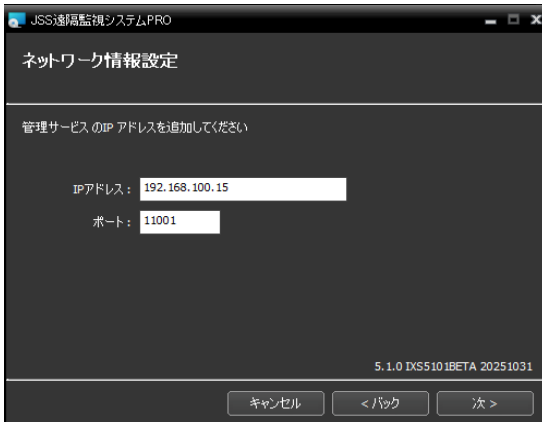 JSS遠隔監視システムPRO
ネットワーク情報設定
管理サービス のIP アドレスを追加してください
IPアドレス : 192.168.100.15
ポート : 11001
5.1.0 IXS5101BETA 20251031
キャンセル < バック 次 >